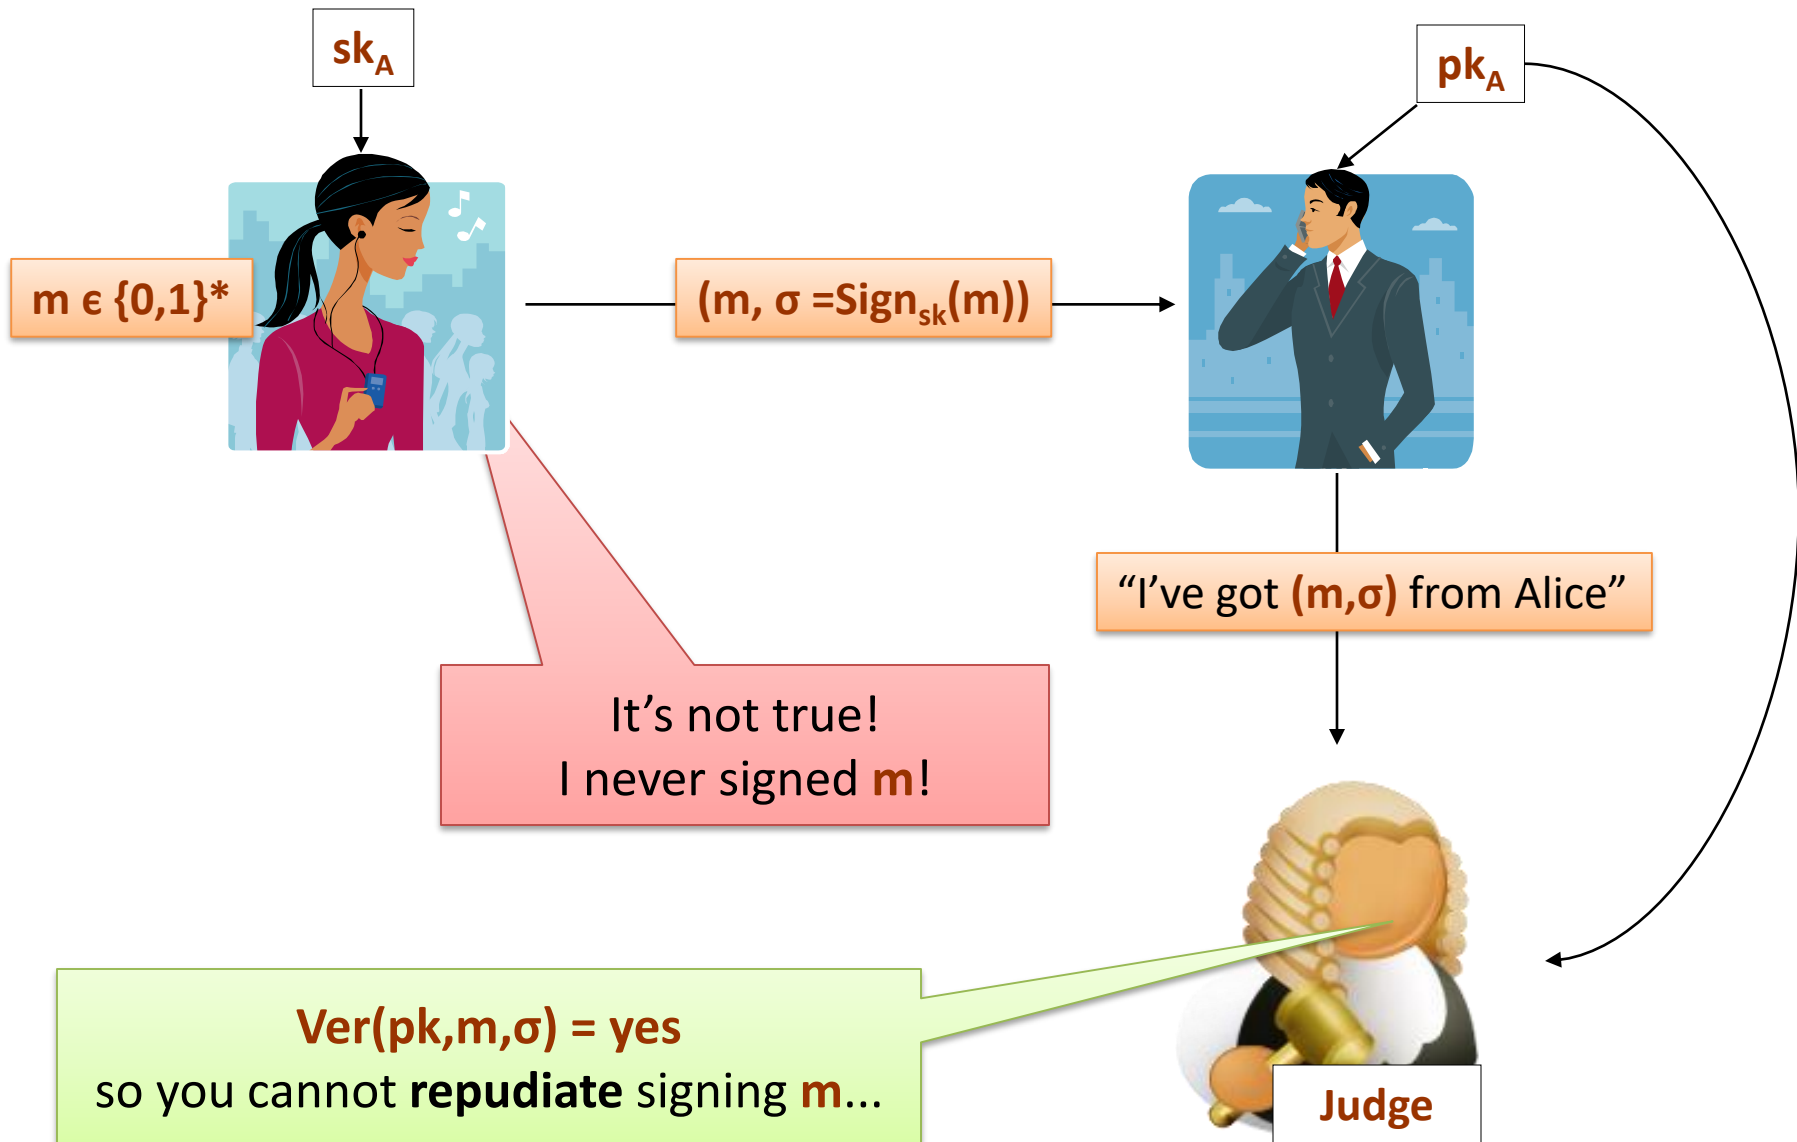 sk_A
pk_A
m є {0,1}*
(m, σ =Sign_sk(m))
“I’ve got (m,σ) from Alice”
It’s not true!
I never signed m!
Ver(pk,m,σ) = yes
so you cannot repudiate signing m...
Judge